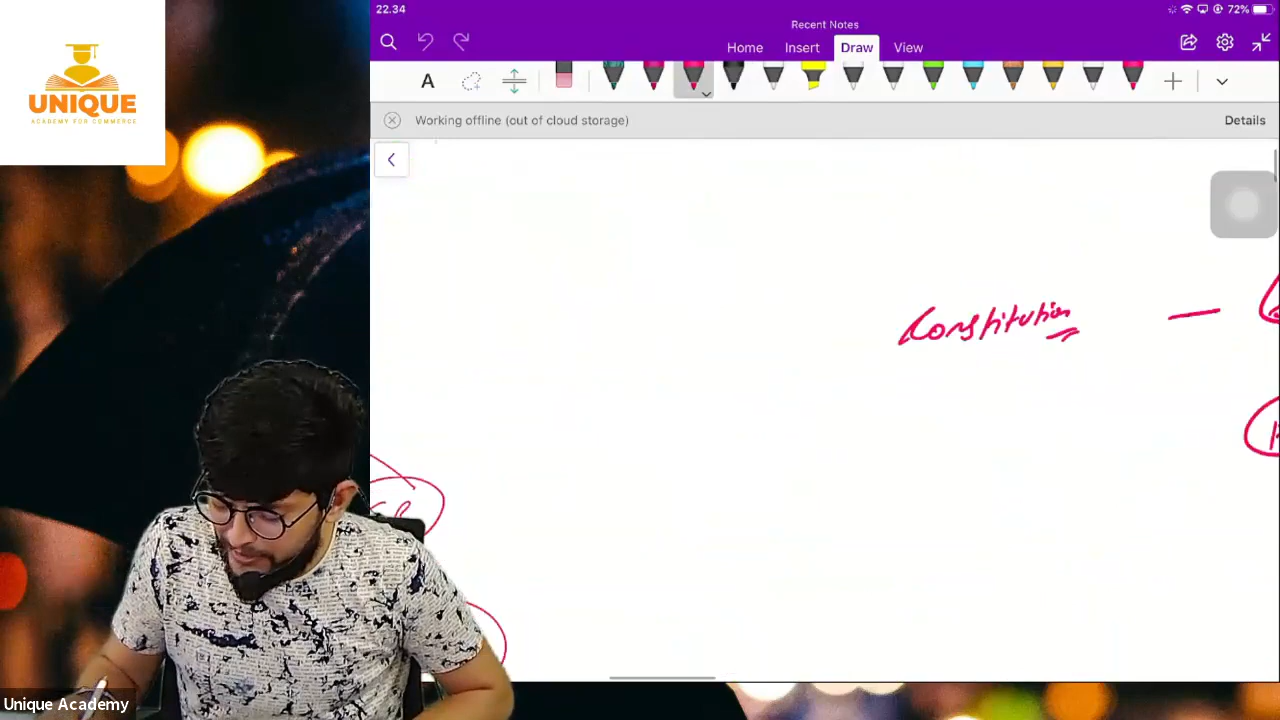 22.34
72%
Recent Notes
Home Insert Draw View
A
Working offline (out of cloud storage)
Details
UNIQUE
ACADEMY FOR COMMERCE
Constitution —
Unique Academy